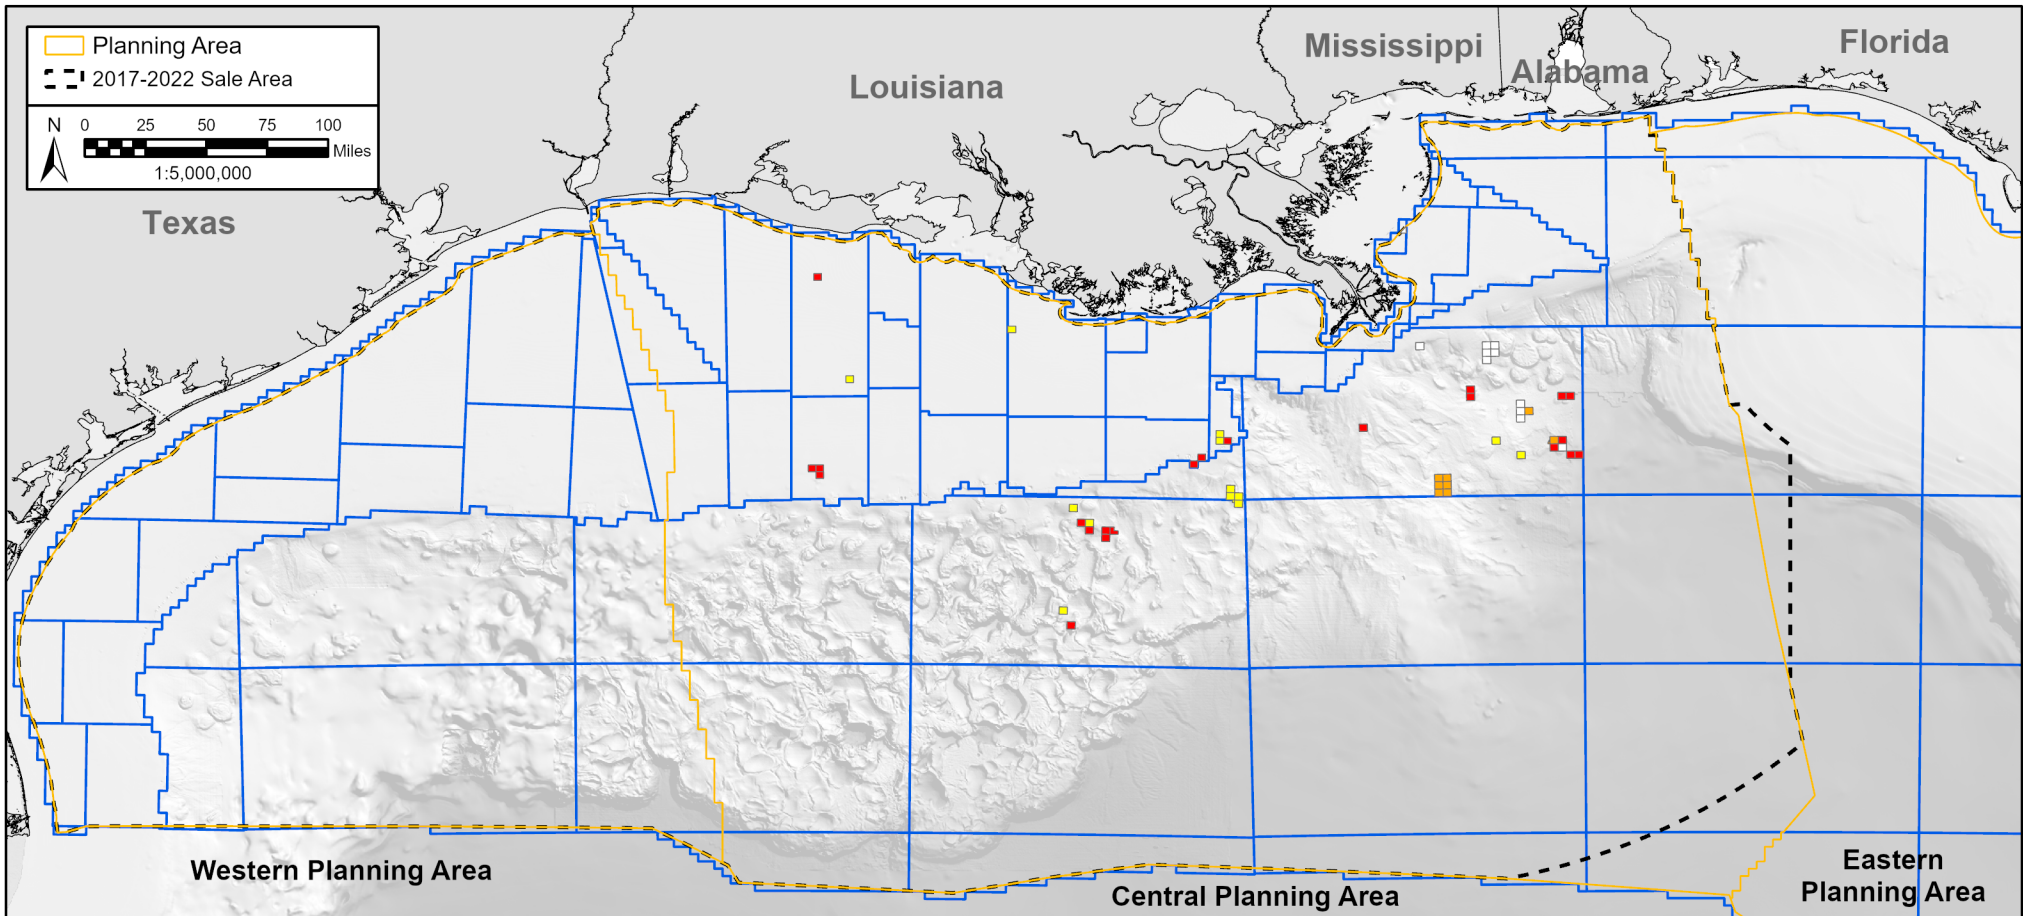 Planning Area
2017-2022 Sale Area
N
0 25 50 75 100
Miles
1:5,000,000
Texas
Louisiana
Mississippi
Alabama
Florida
Western Planning Area
Central Planning Area
Eastern
Planning Area